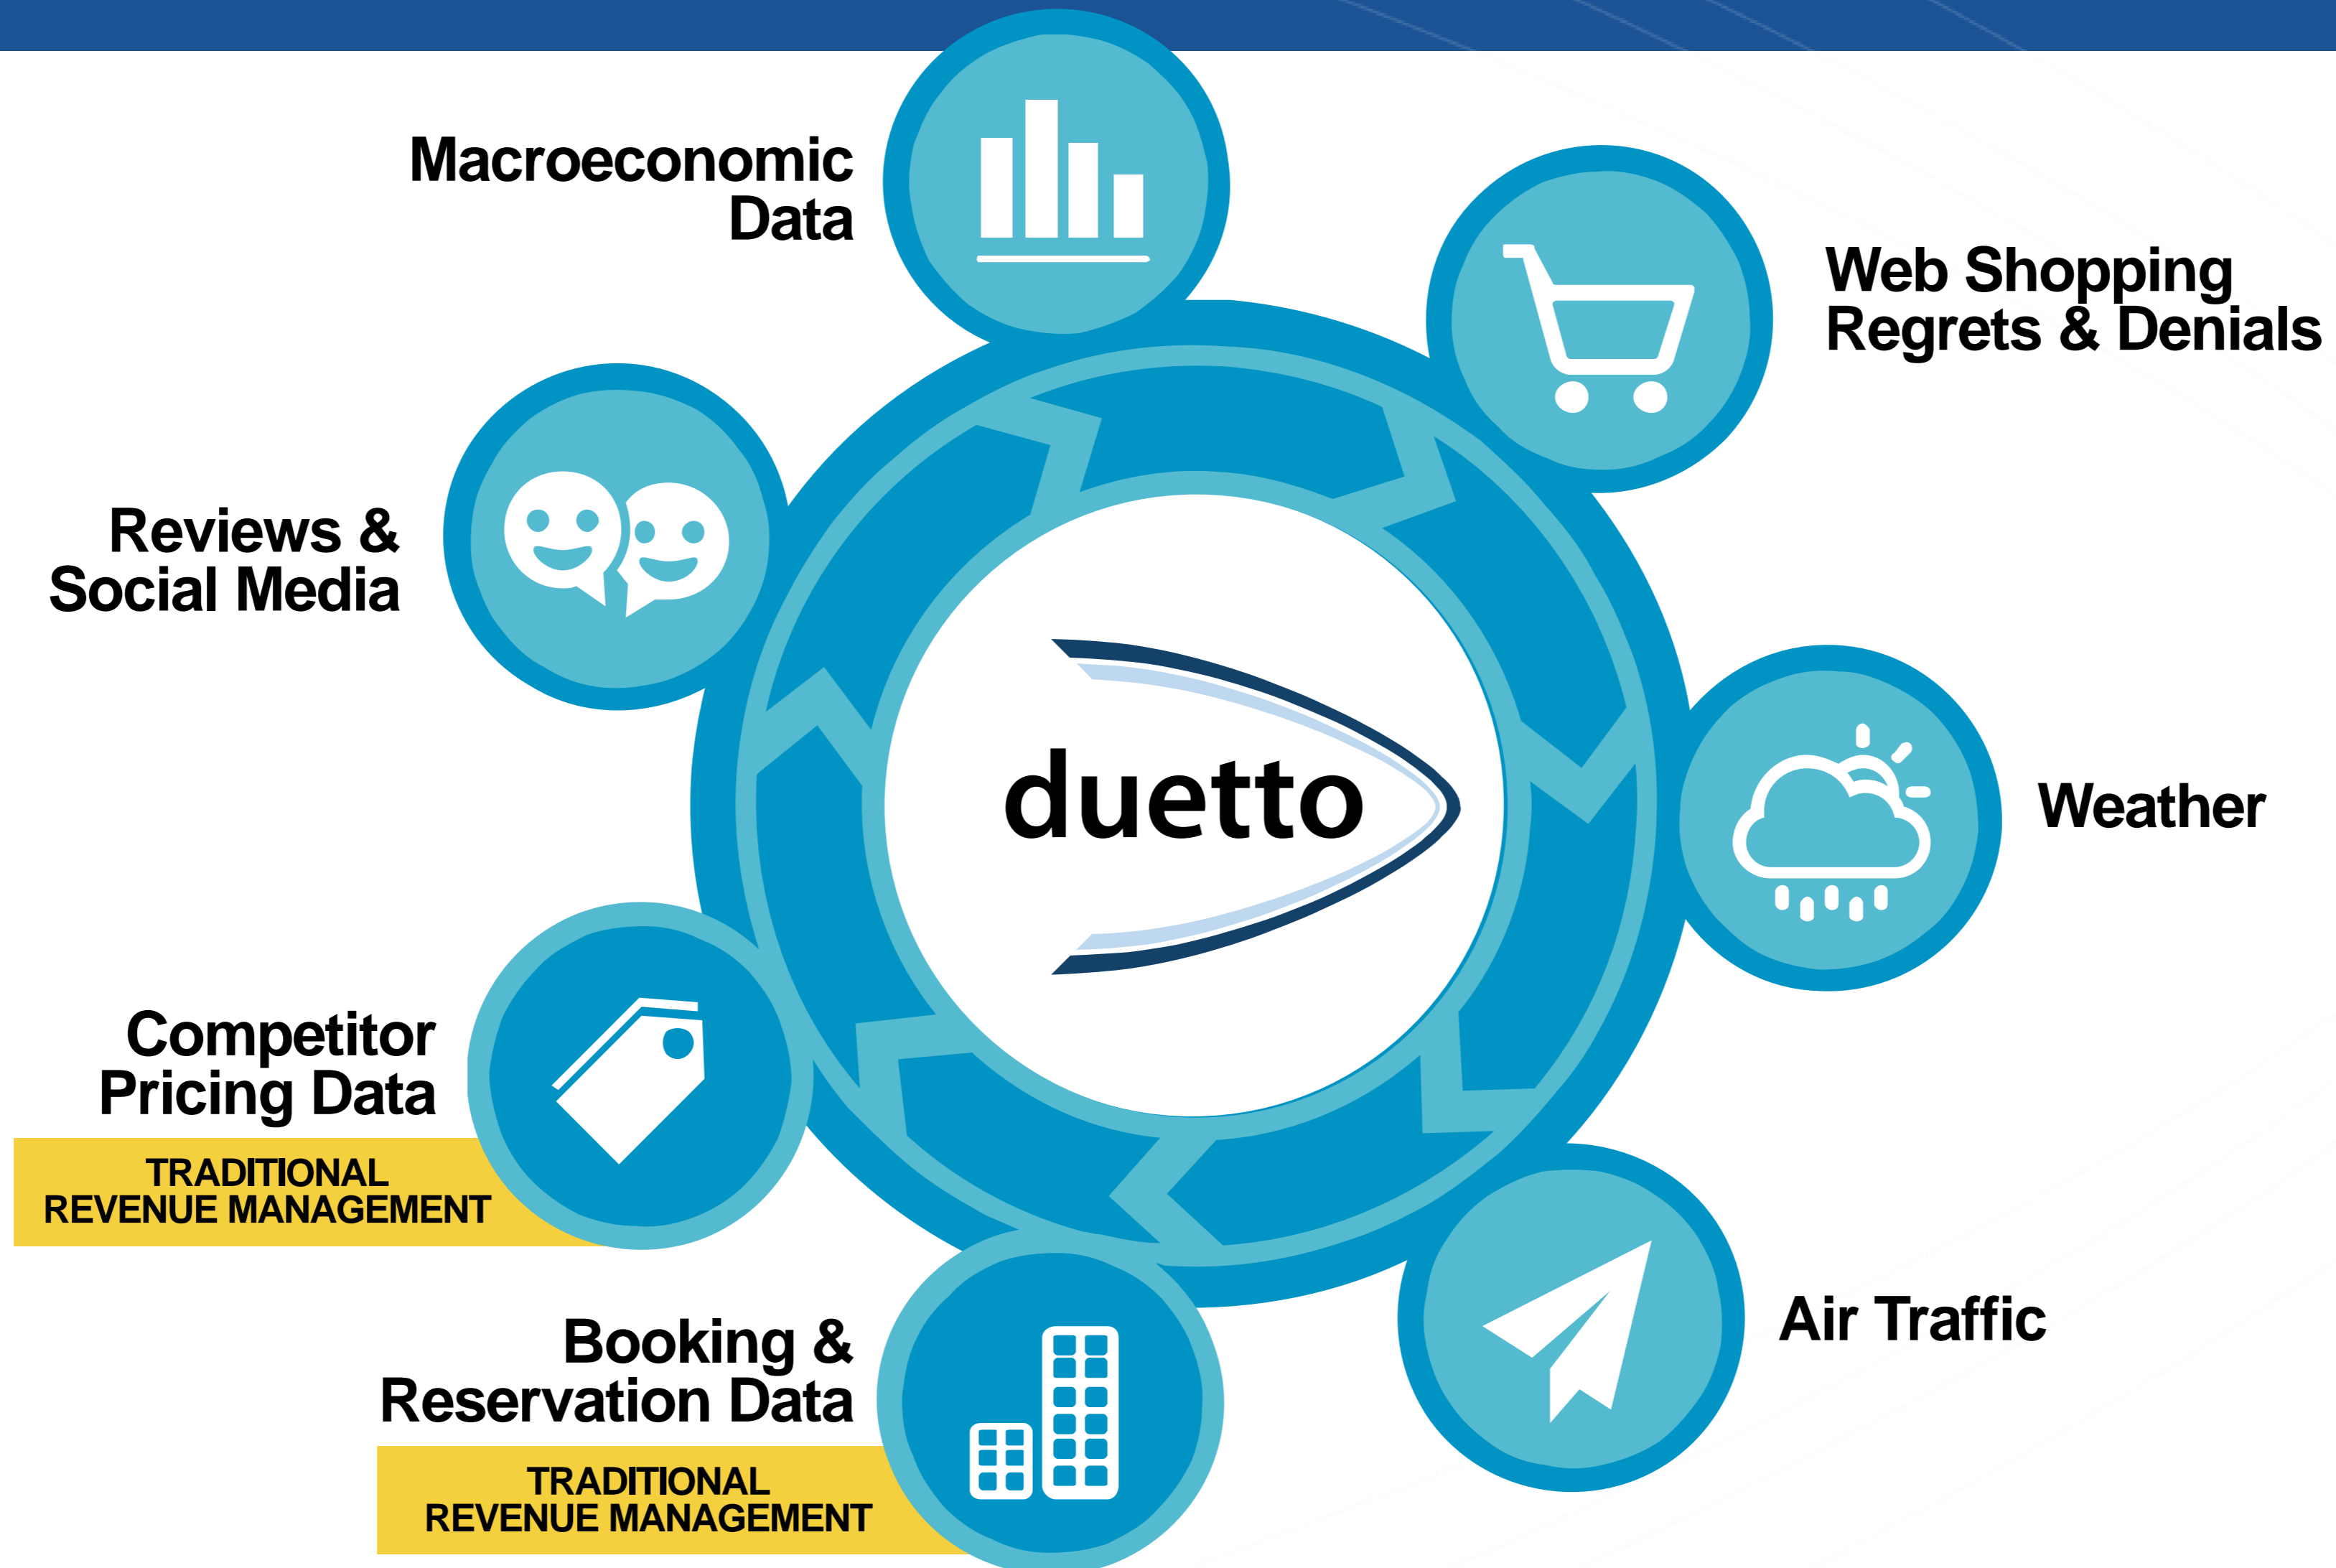 Macroeconomic
Data
Web Shopping
Regrets & Denials
Reviews &
Social Media
duetto
Weather
Competitor
Pricing Data
TRADITIONAL
REVENUE MANAGEMENT
Air Traffic
Booking &
Reservation Data
TRADITIONAL
REVENUE MANAGEMENT